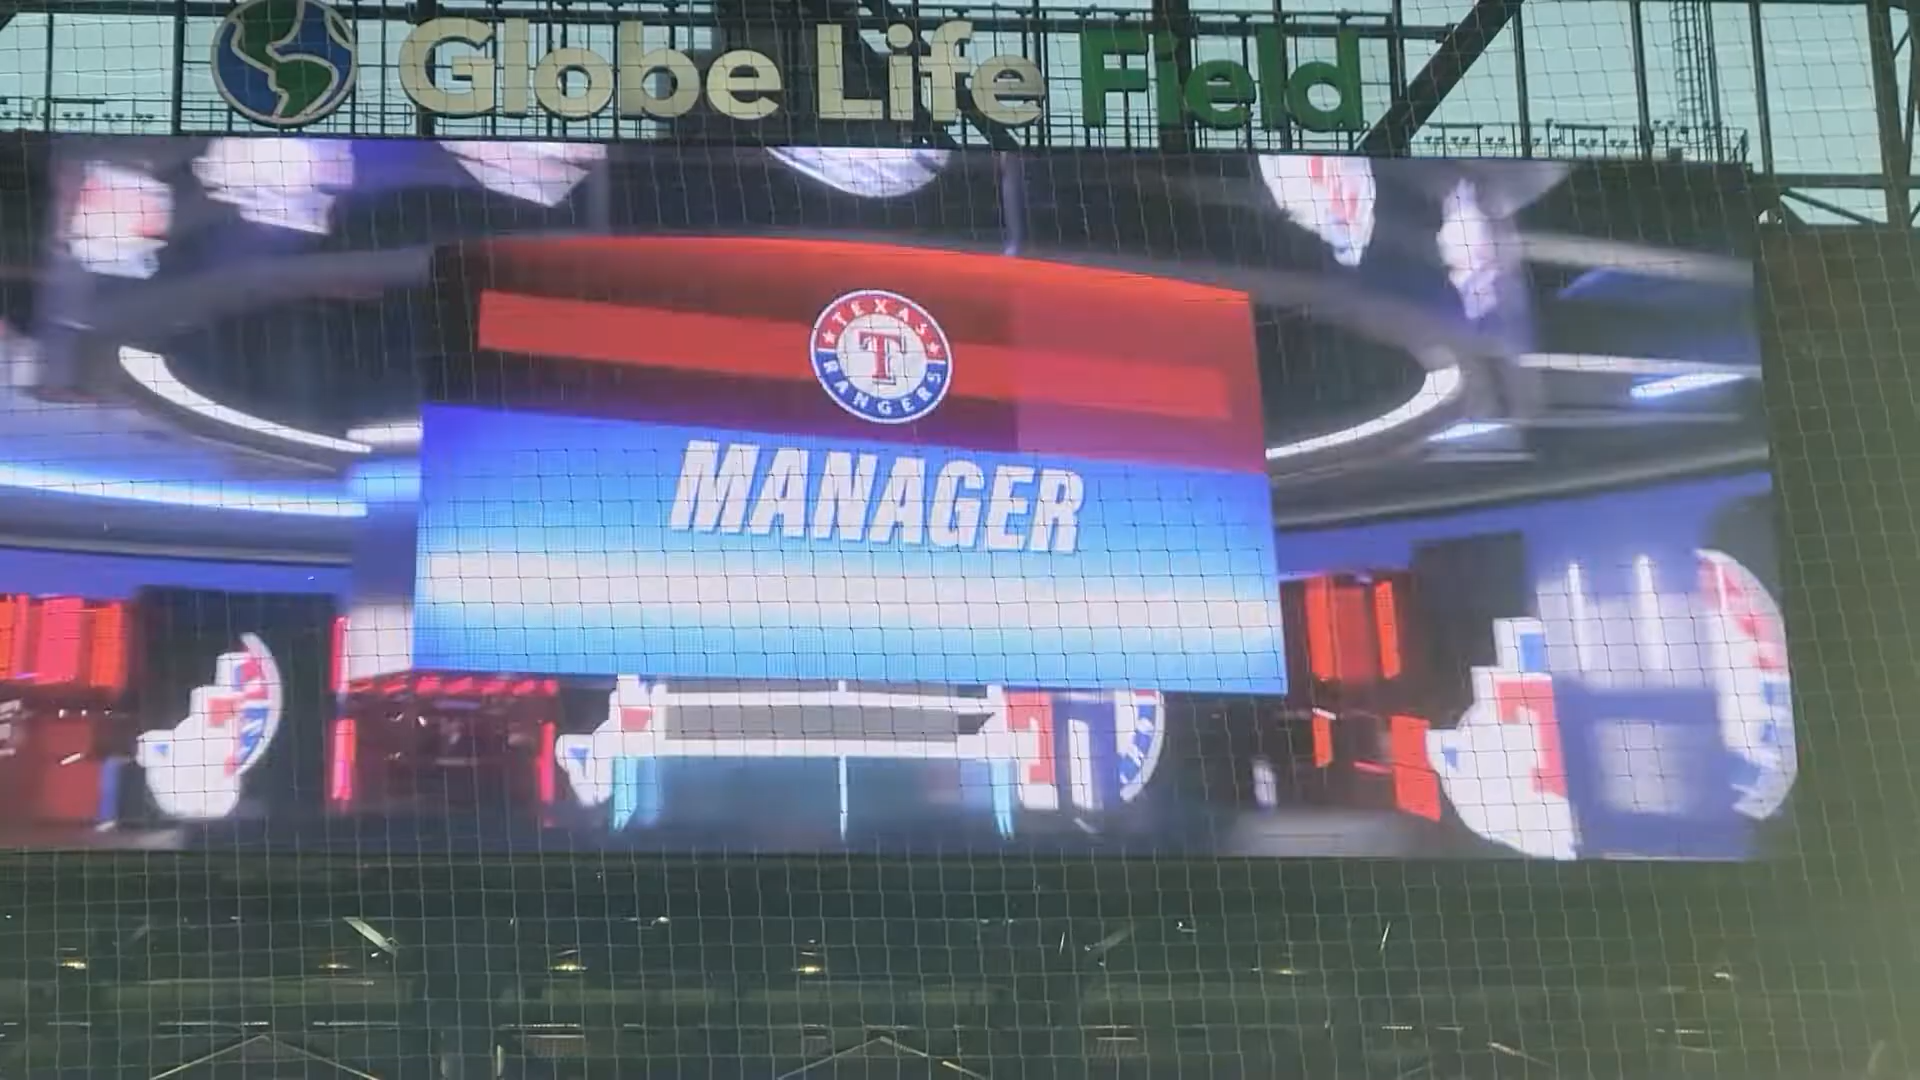 Globe Life Field
TEXAS
T
RANGERS
MANAGER